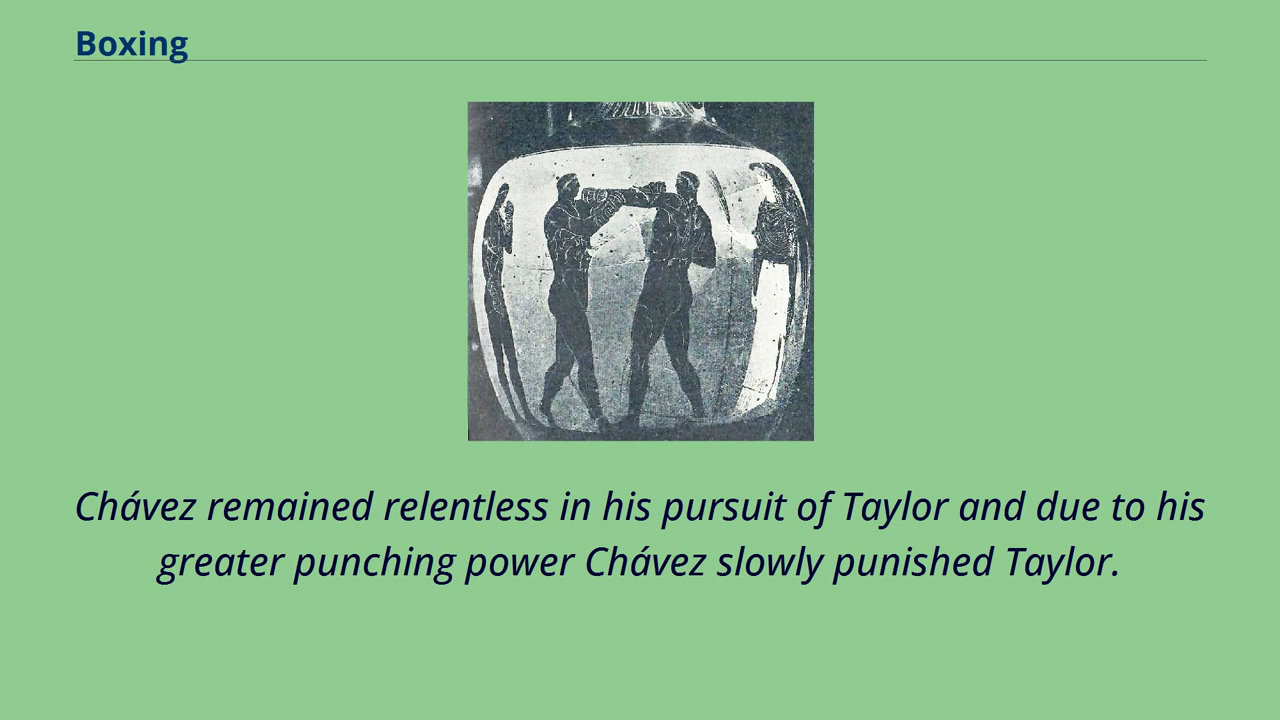 Boxing
Chávez remained relentless in his pursuit of Taylor and due to his
greater punching power Chávez slowly punished Taylor.